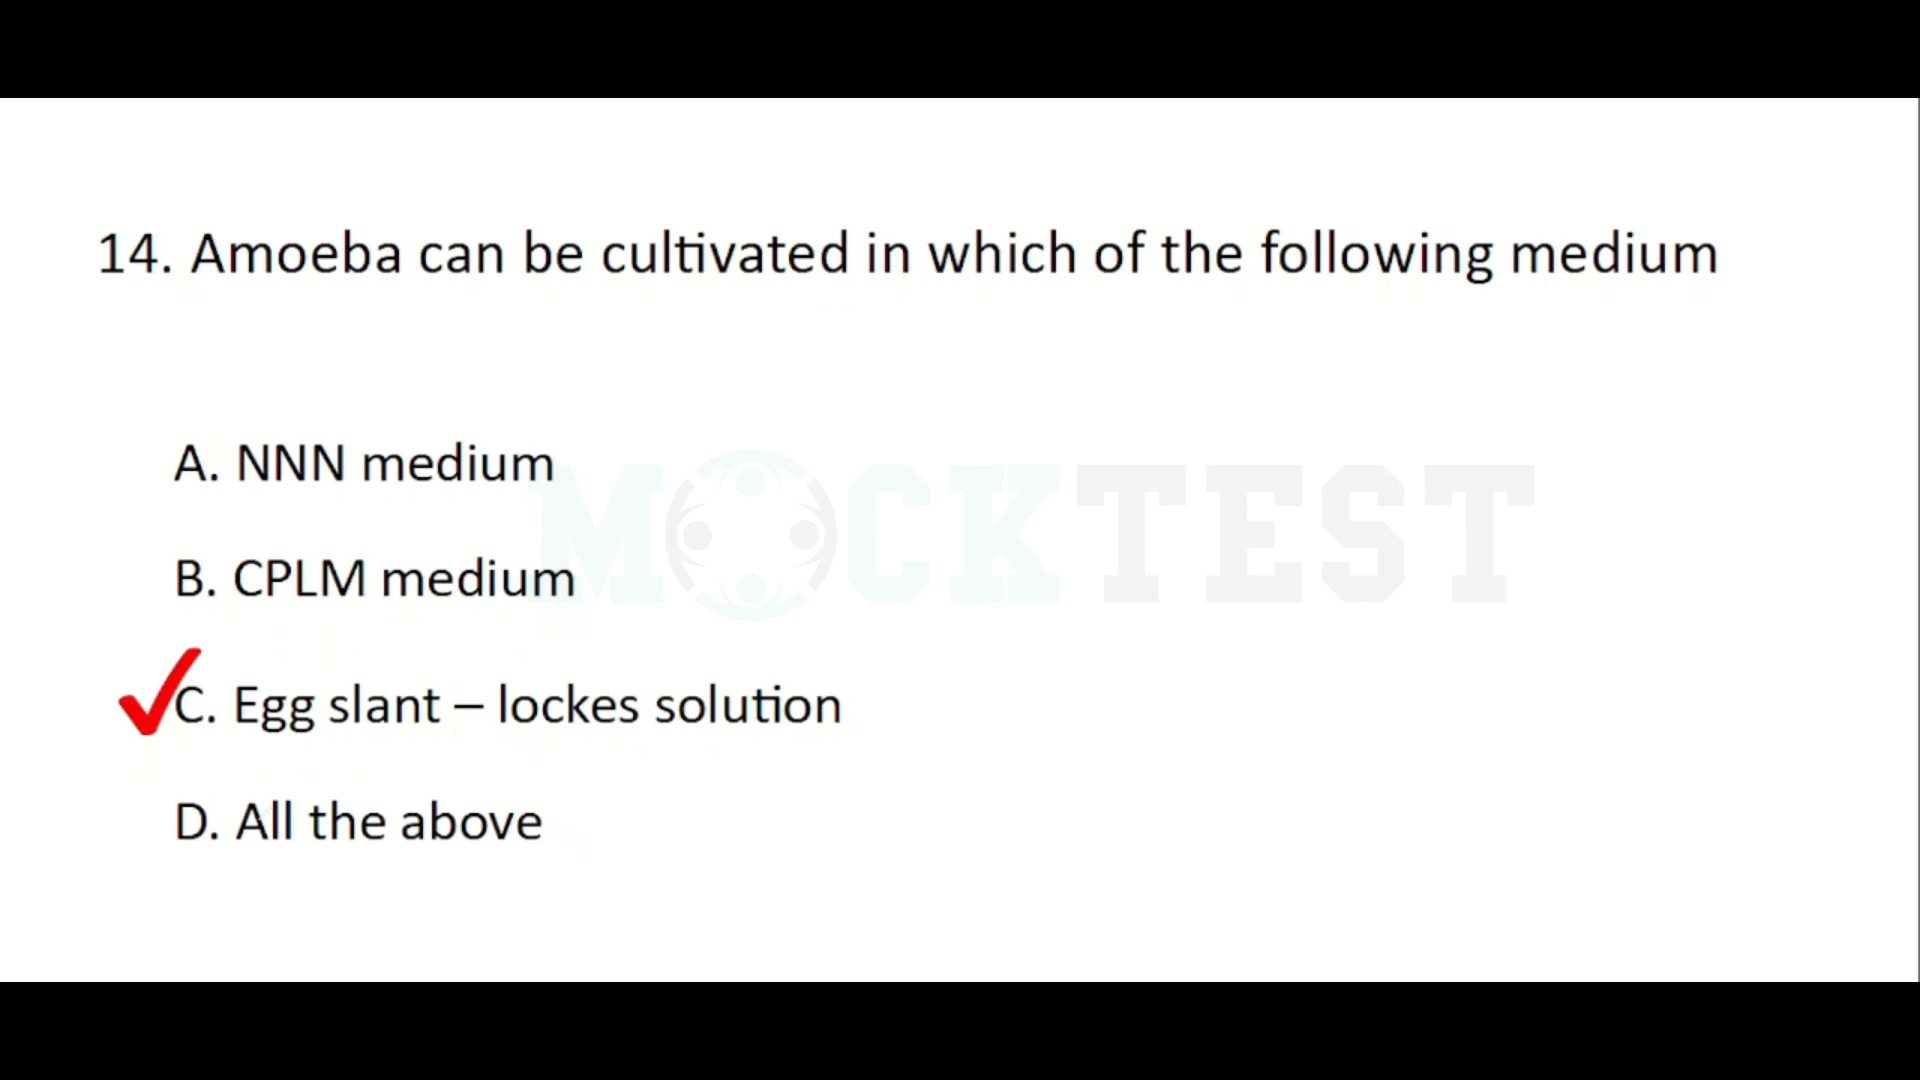 14. Amoeba can be cultivated in which of the following medium
A. NNN medium
MOCKTEST
B. CPLM medium
C. Egg slant – lockes solution
D. All the above